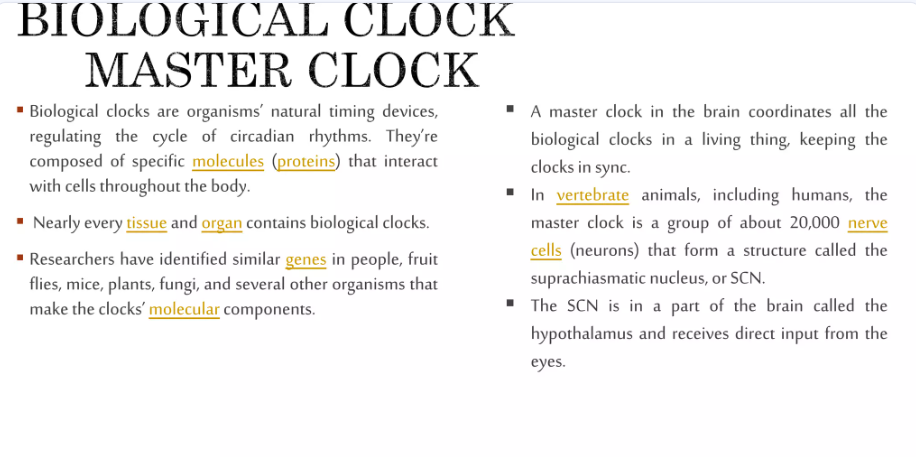 BIOLOGICAL CLOCK
MASTER CLOCK
▪ Biological clocks are organisms’ natural timing devices,
regulating the cycle of circadian rhythms. They’re
composed of specific molecules (proteins) that interact
with cells throughout the body.
▪ Nearly every tissue and organ contains biological clocks.
▪ Researchers have identified similar genes in people, fruit
flies, mice, plants, fungi, and several other organisms that
make the clocks’ molecular components.
▪ A master clock in the brain coordinates all the
biological clocks in a living thing, keeping the
clocks in sync.
▪ In vertebrate animals, including humans, the
master clock is a group of about 20,000 nerve
cells (neurons) that form a structure called the
suprachiasmatic nucleus, or SCN.
▪ The SCN is in a part of the brain called the
hypothalamus and receives direct input from the
eyes.